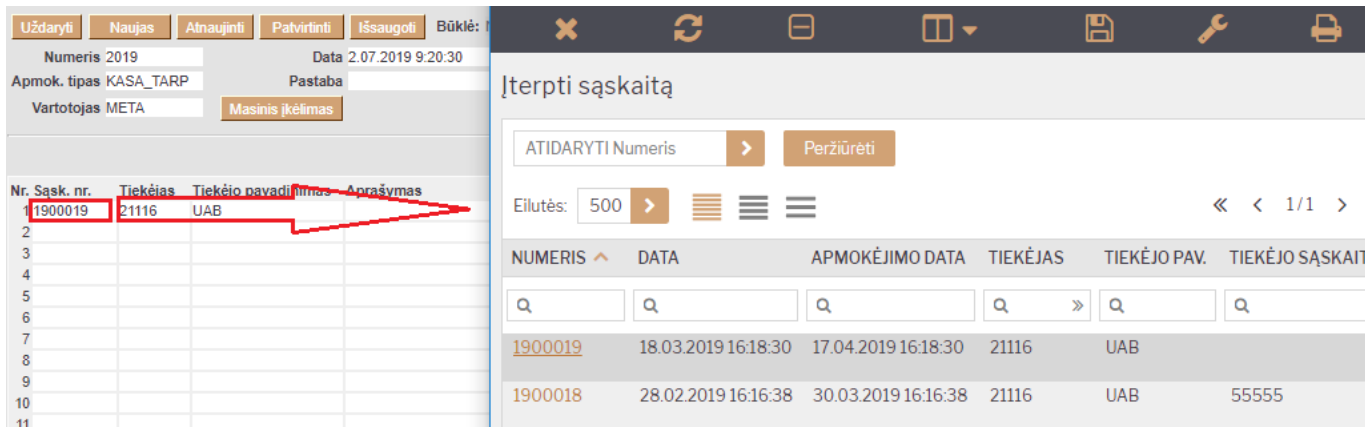 Uždaryti Naujas Atnaujinti Patvirtinti Išsaugoti Būklė:
Numeris 2019 Data 2.07.2019 9:20:30
Apmok. tipas KASA_TARP Pastaba
Vartotojas META Masinis įkėlimas
Nr. Sąsk. nr. Tiekėjas Tiekėjo pavadinimas Aprašymas
1 1900019 21116 UAB
2
3
4
5
6
7
8
9
10
11
Įterpti sąskaitą
ATIDARYTI Numeris Peržiūrėti
Eilutės: 500 1/1
NUMERIS DATA APMOKĖJIMO DATA TIEKĖJAS TIEKĖJO PAV. TIEKĖJO SĄSKAIT
1900019 18.03.2019 16:18:30 17.04.2019 16:18:30 21116 UAB
1900018 28.02.2019 16:16:38 30.03.2019 16:16:38 21116 UAB 55555